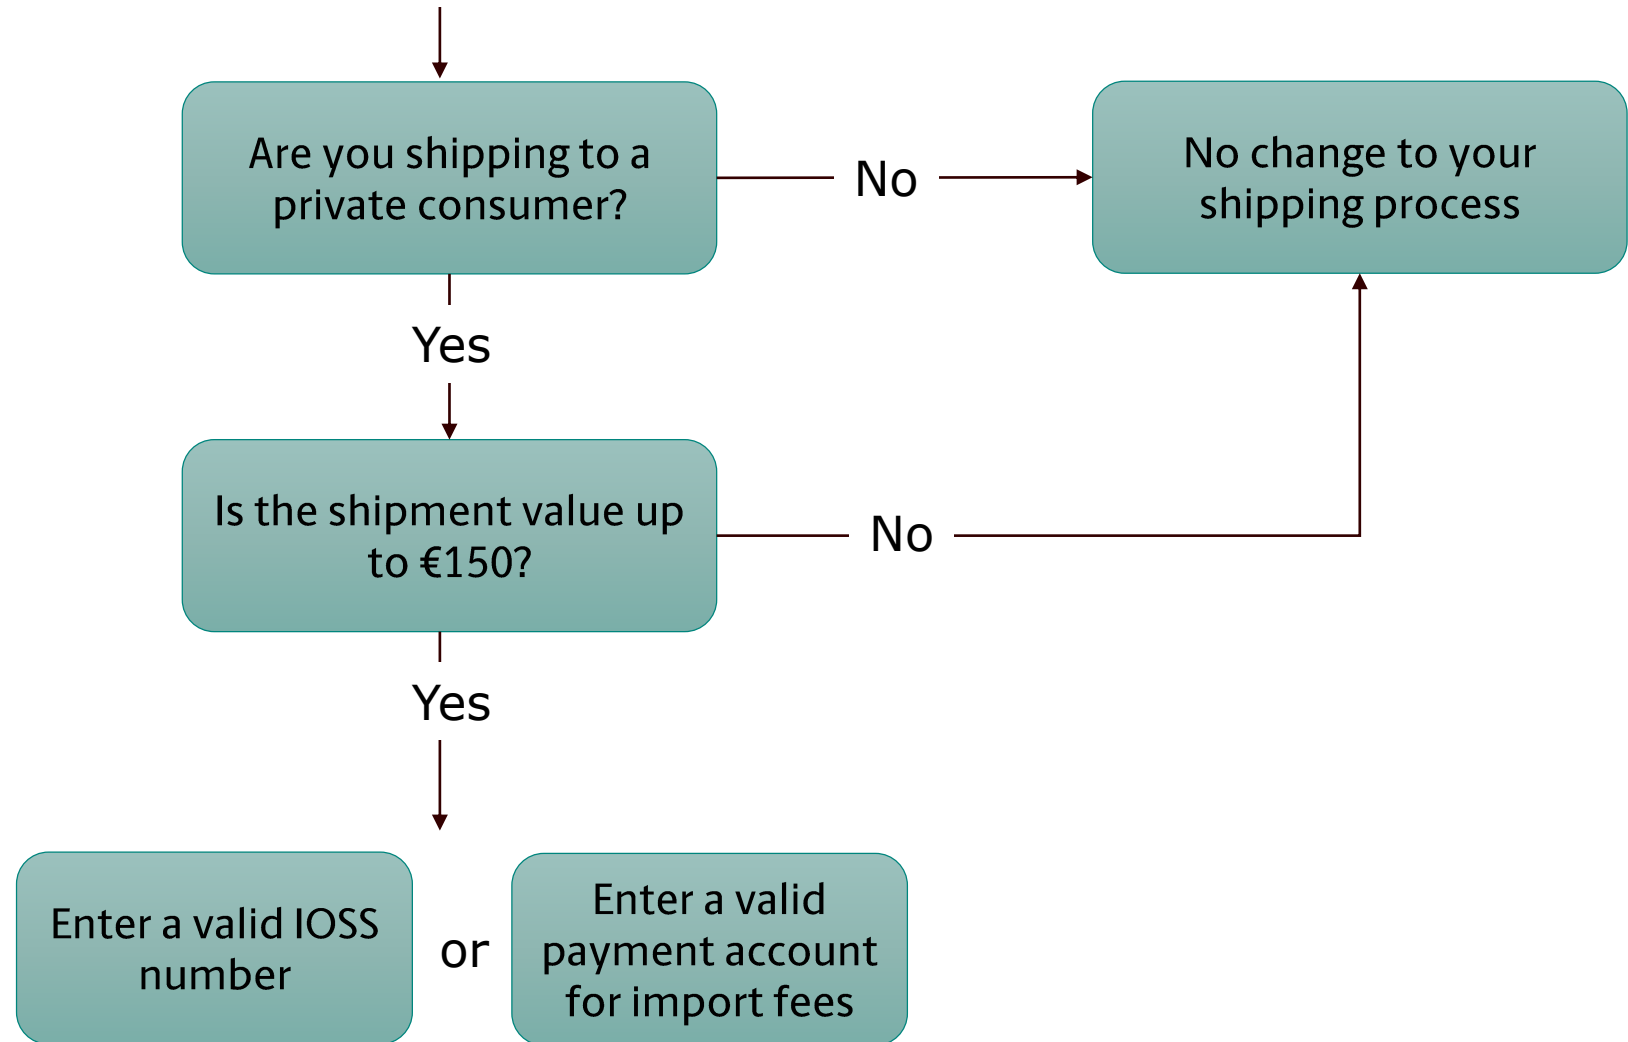 Are you shipping to a
private consumer?
No
No change to your
shipping process
Yes
Is the shipment value up
to €150?
No
Yes
Enter a valid IOSS
number
or
Enter a valid
payment account
for import fees